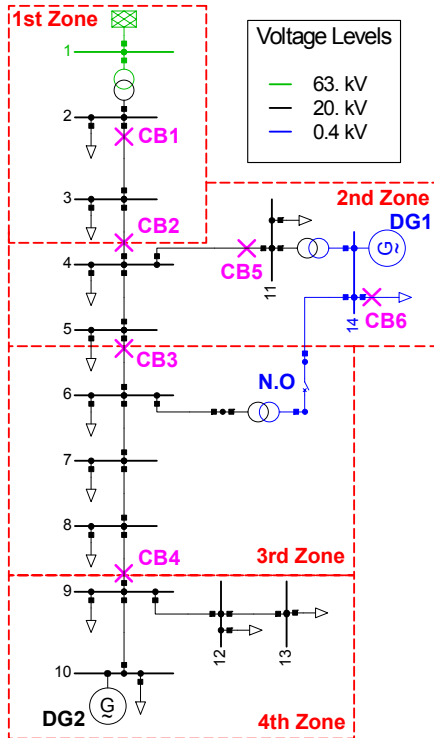 1st Zone
Voltage Levels
63. kV
20. kV
0.4 kV
1
2
CB1
3
CB2
2nd Zone
DG1
G
~
4
CB5
11
14
CB6
5
CB3
N.O
6
7
8
CB4
3rd Zone
9
12
13
10
G
~
DG2
4th Zone